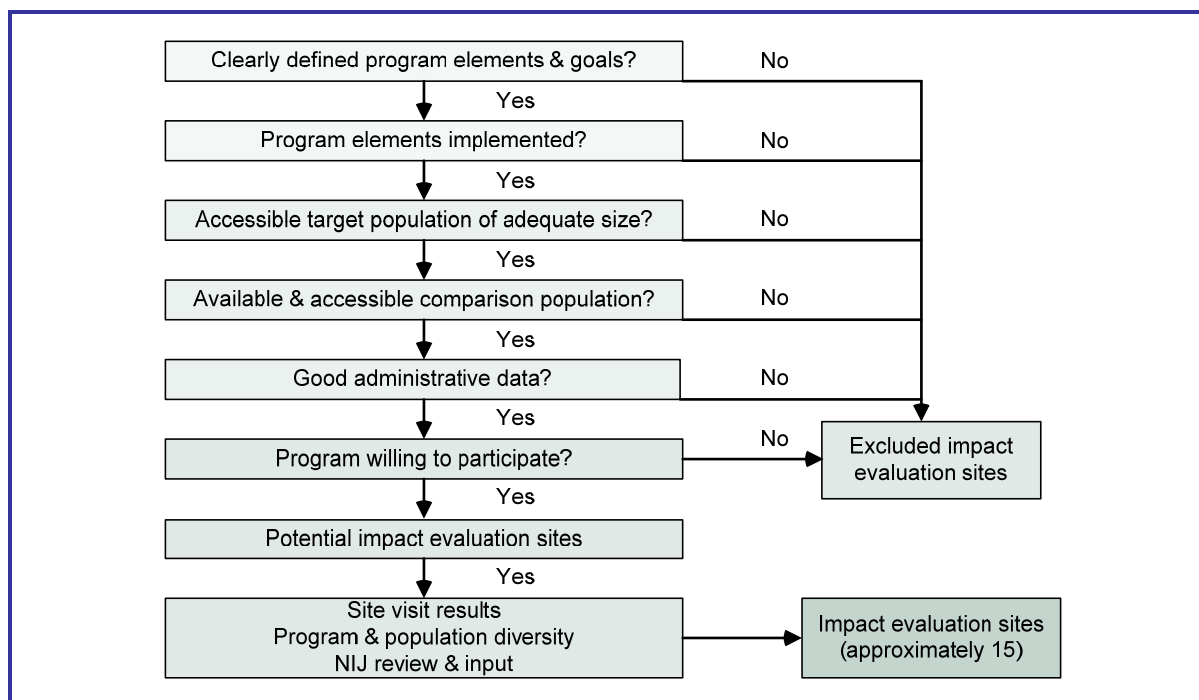 Clearly defined program elements & goals?
No
Yes
Program elements implemented?
No
Yes
Accessible target population of adequate size?
No
Yes
Available & accessible comparison population?
No
Yes
Good administrative data?
No
Yes
Program willing to participate?
No
Excluded impact
evaluation sites
Yes
Potential impact evaluation sites
Yes
Site visit results
Program & population diversity
NIJ review & input
Impact evaluation sites
(approximately 15)